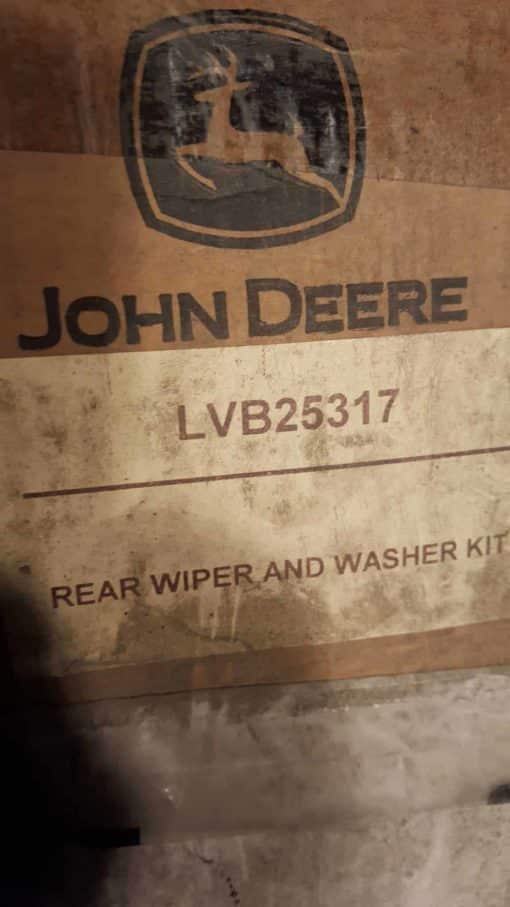 JOHN DEERE
LVB25317
REAR WIPER AND WASHER KIT